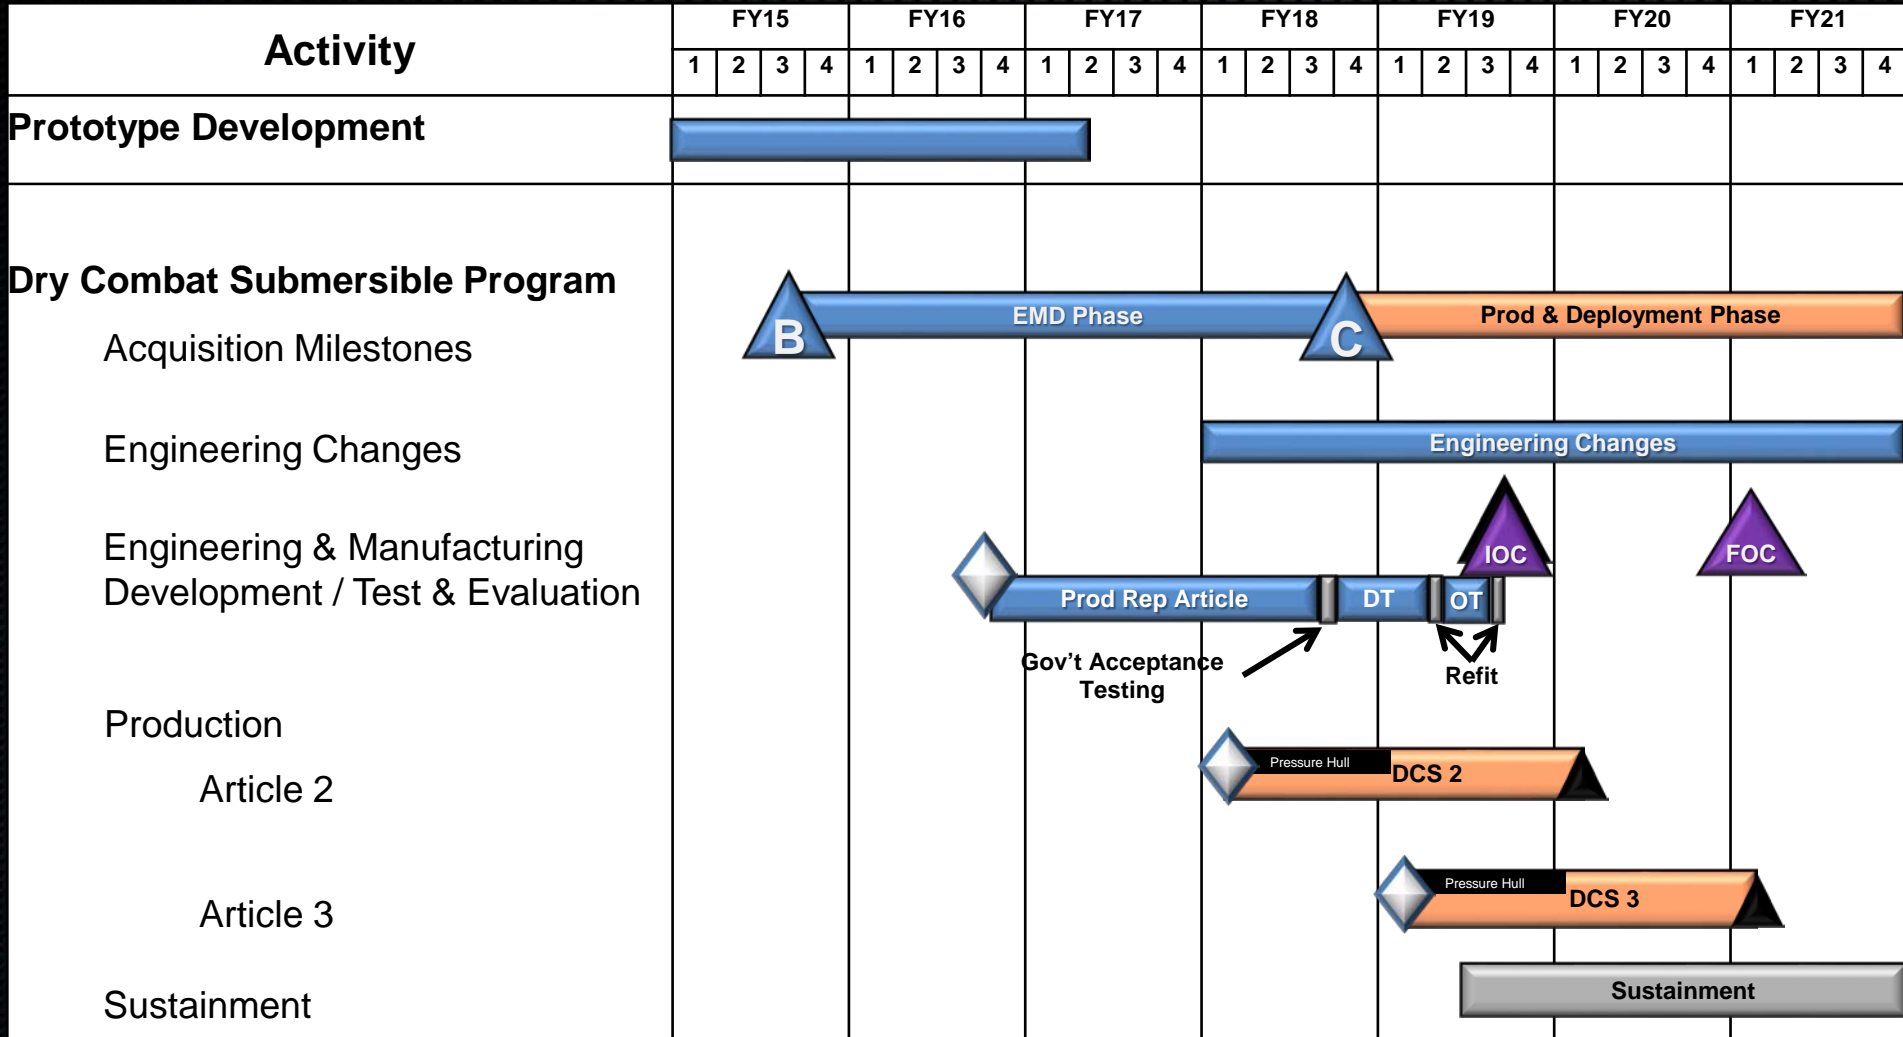 Activity
FY15 FY16 FY17 FY18 FY19 FY20 FY21
1 2 3 4 1 2 3 4 1 2 3 4 1 2 3 4 1 2 3 4 1 2 3 4 1 2 3 4
Prototype Development
Dry Combat Submersible Program
B EMD Phase C Prod & Deployment Phase
Acquisition Milestones
Engineering Changes
Engineering Changes
Engineering & Manufacturing
Development / Test & Evaluation
IOC FOC
Prod Rep Article DT OT
Gov't Acceptance
Testing
Refit
Production
Article 2
Pressure Hull
DCS 2
Article 3
Pressure Hull
DCS 3
Sustainment
Sustainment